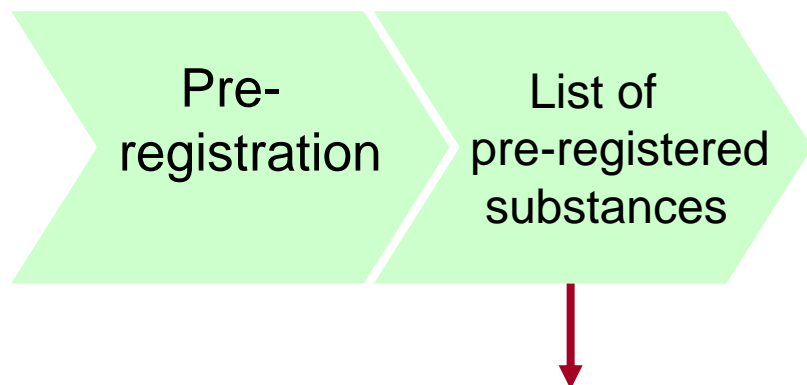 Pre-
registration
List of
pre-registered
substances